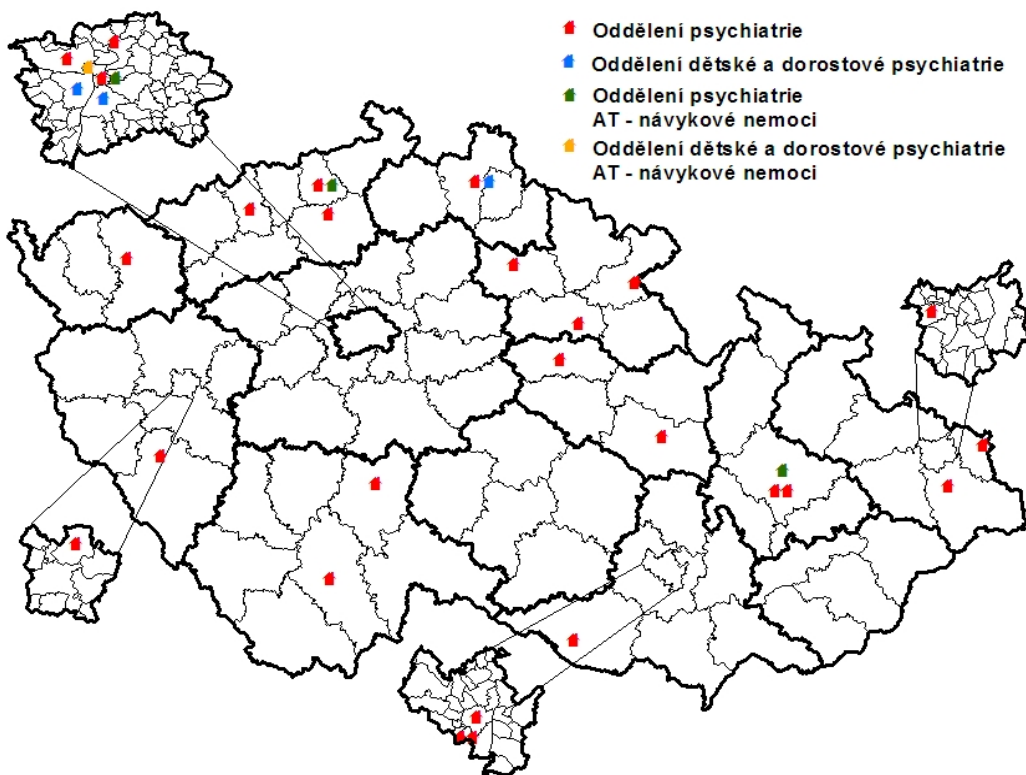 Oddělení psychiatrie
Oddělení dětské a dorostové psychiatrie
Oddělení psychiatrie
AT - návykové nemoci
Oddělení dětské a dorostové psychiatrie
AT - návykové nemoci